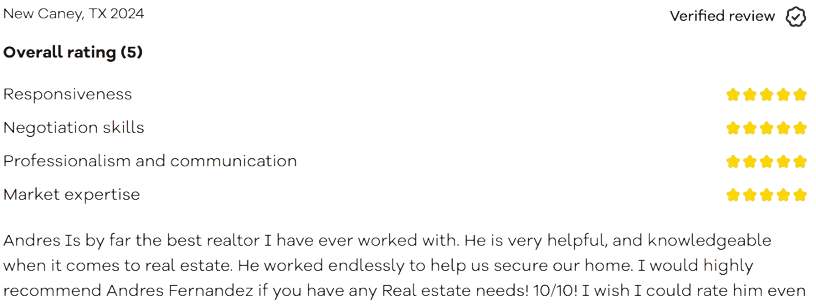 New Caney, TX 2024
Verified review
Overall rating (5)
Responsiveness
Negotiation skills
Professionalism and communication
Market expertise
Andres Is by far the best realtor I have ever worked with. He is very helpful, and knowledgeable
when it comes to real estate. He worked endlessly to help us secure our home. I would highly
recommend Andres Fernandez if you have any Real estate needs! 10/10! I wish I could rate him even